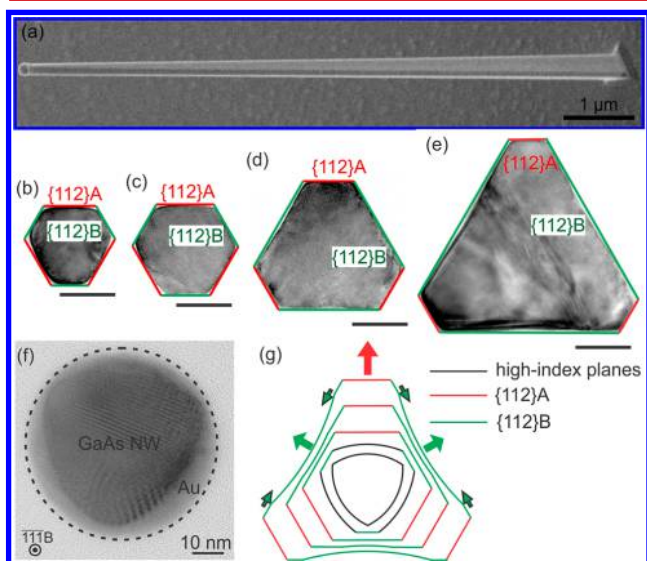 (a)
1 μm
(b)
{112}A
{112}B
(c)
{112}A
{112}B
(d)
{112}A
{112}B
(e)
{112}A
{112}B
(f)
GaAs NW
Au
1̅1̅1̅B
10 nm
(g)
high-index planes
{112}A
{112}B